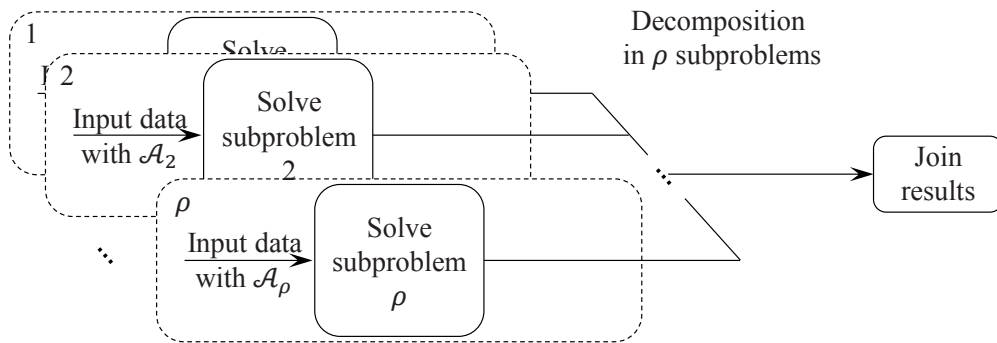 1
Solve
2
Input data
with 𝒜₂
Solve
subproblem
2
ρ
Input data
with 𝒜ρ
Solve
subproblem
ρ
Decomposition
in ρ subproblems
Join
results